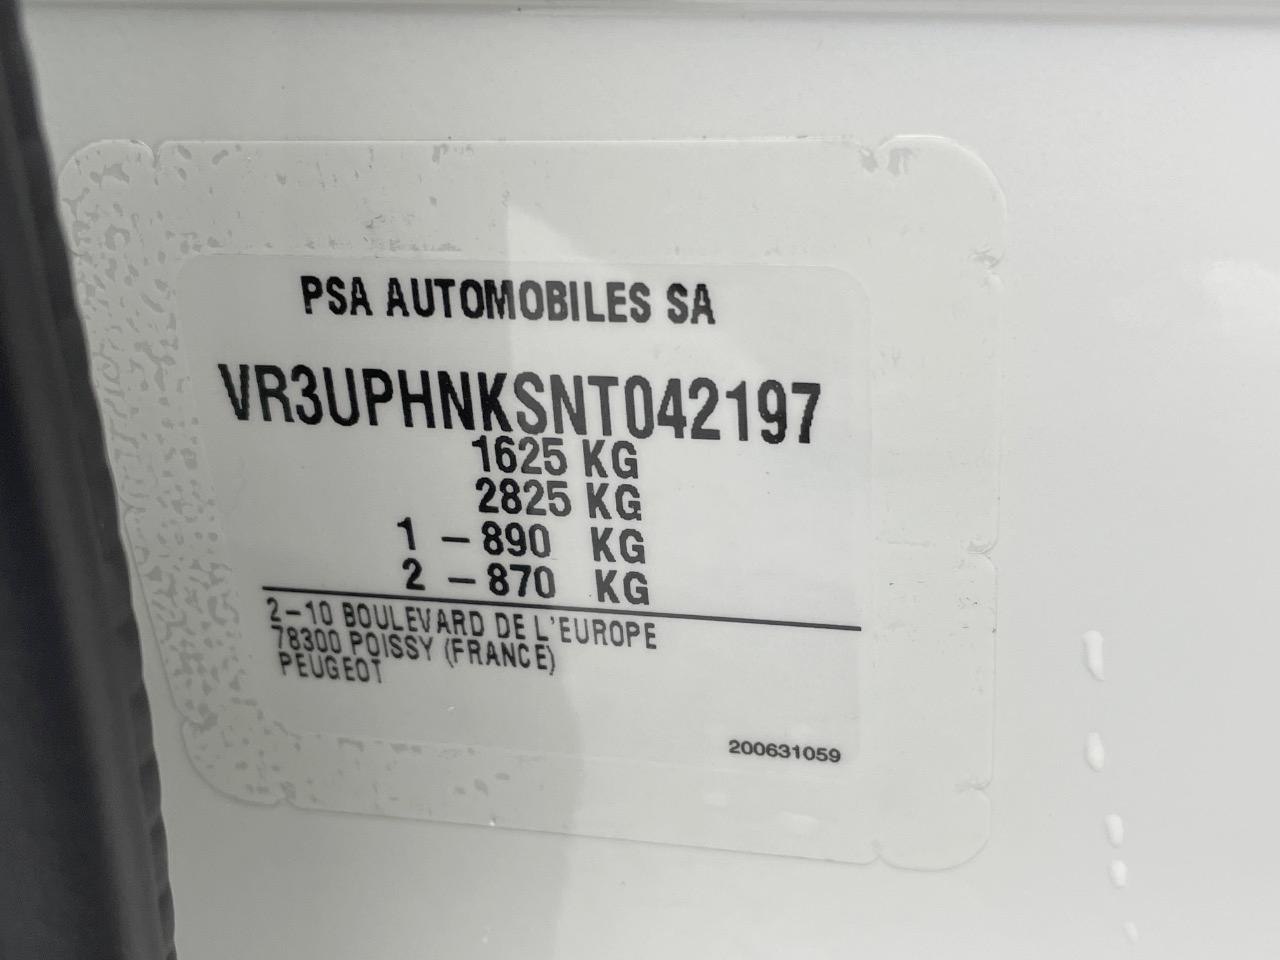 PSA AUTOMOBILES SA
VR3UPHNKSNT042197
1625 KG
2825 KG
1 - 890 KG
2 - 870 KG
2-10 BOULEVARD DE L'EUROPE
78300 POISSY (FRANCE)
PEUGEOT
200631059